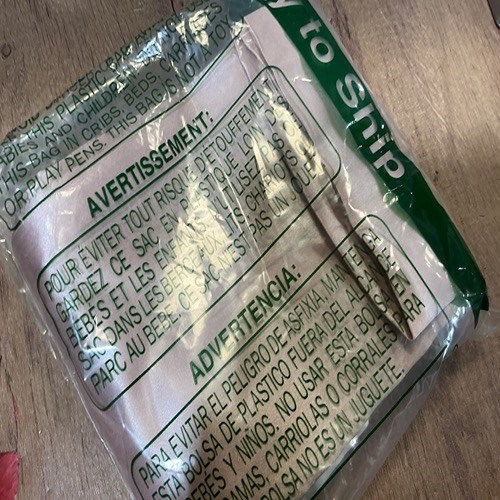 y to Ship
THIS PLASTIC BAG
AND CHILDREN
THIS BAG IN CRIBS, BEDS,
OR PLAY PENS. THIS BAG IS NOT A TOY
AVERTISSEMENT:
POUR ÉVITER TOUT RISQUE D'ÉTOUFFEMENT
GARDEZ CE SAC EN PLASTIQUE LOIN DES
BÉBÉS ET LES ENFANTS. N'UTILISEZ PAS CE
SAC DANS LES BERCEAUX, LITS, CHARIOTS
PARC AU BÉBÉ. CE SAC N'EST PAS UN JOUET
ADVERTENCIA:
PARA EVITAR EL PELIGRO DE ASFIXIA, MANTENGA
ESTA BOLSA DE PLASTICO FUERA DEL ALCANCE DE
BEBES Y NIÑOS. NO USAR ESTA BOLSA EN
CAMAS, CARRIOLAS O CORRALES PARA
BOLSA NO ES UN JUGUETE.